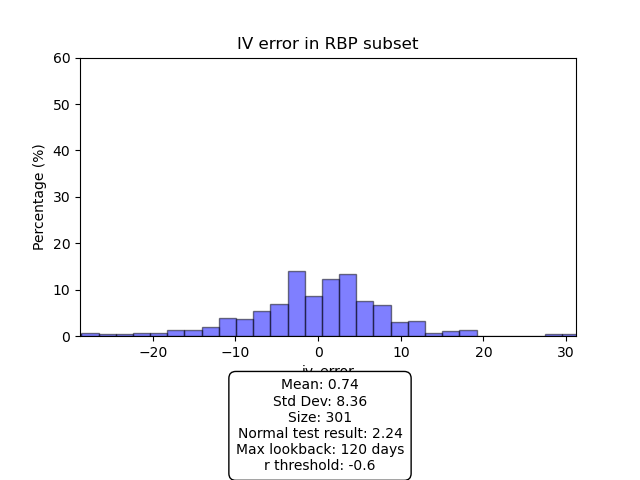 IV error in RBP subset
60
50
40
30
20
10
0
Percentage (%)
−20
−10
0
10
20
30
iv_error
Mean: 0.74
Std Dev: 8.36
Size: 301
Normal test result: 2.24
Max lookback: 120 days
r threshold: -0.6